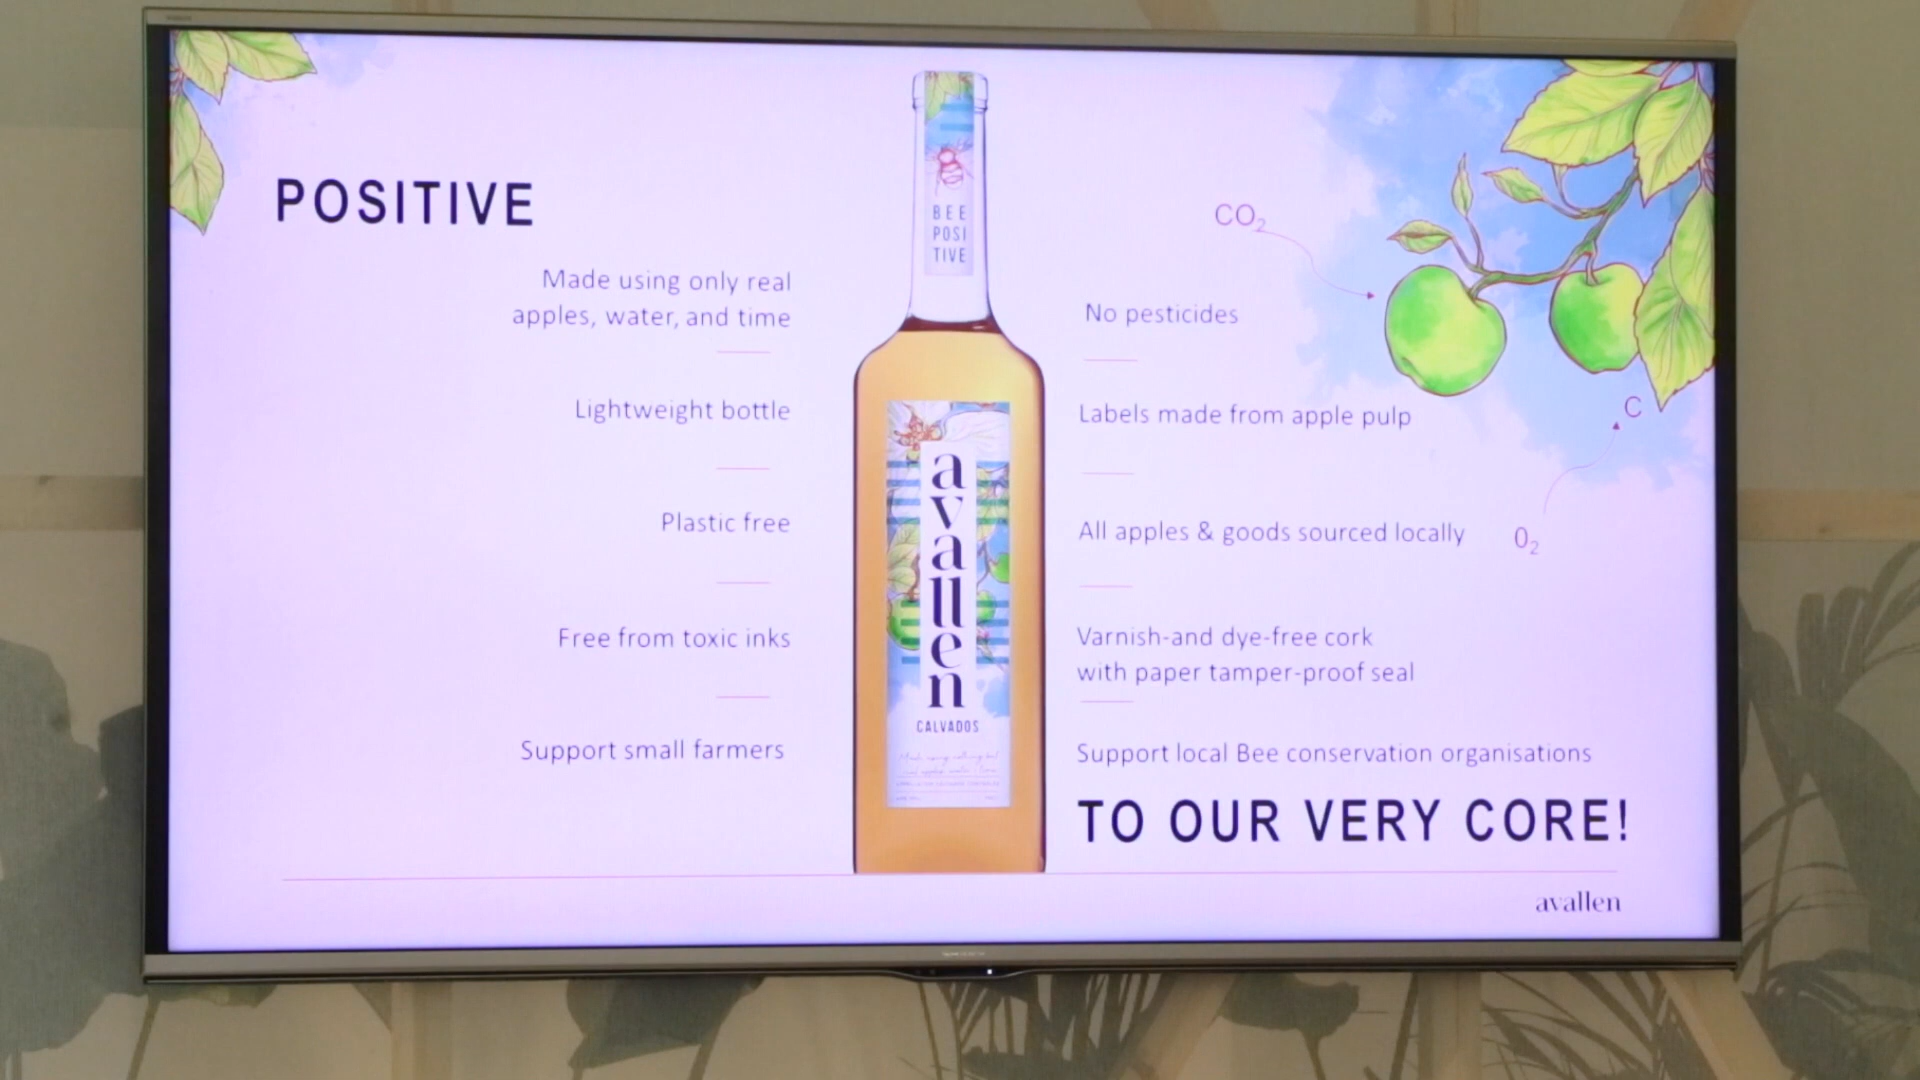 POSITIVE
Made using only real
apples, water, and time
Lightweight bottle
Plastic free
Free from toxic inks
Support small farmers
BEE
POSI
TIVE
avallen
CALVADOS
CO₂
No pesticides
Labels made from apple pulp
C
All apples & goods sourced locally
0₂
Varnish-and dye-free cork
with paper tamper-proof seal
Support local Bee conservation organisations
TO OUR VERY CORE!
avallen